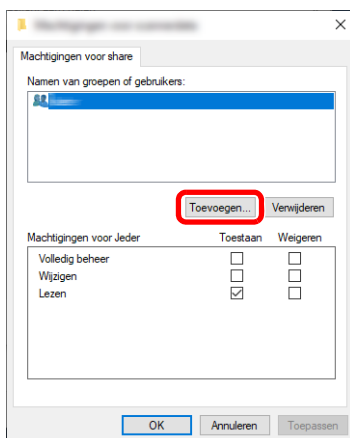 Machtigingen voor share
Namen van groepen of gebruikers:
Toevoegen... Verwijderen
Machtigingen voor Jeder Toestaan Weigeren
Volledig beheer
Wijzigen
Lezen
OK Annuleren Toepassen